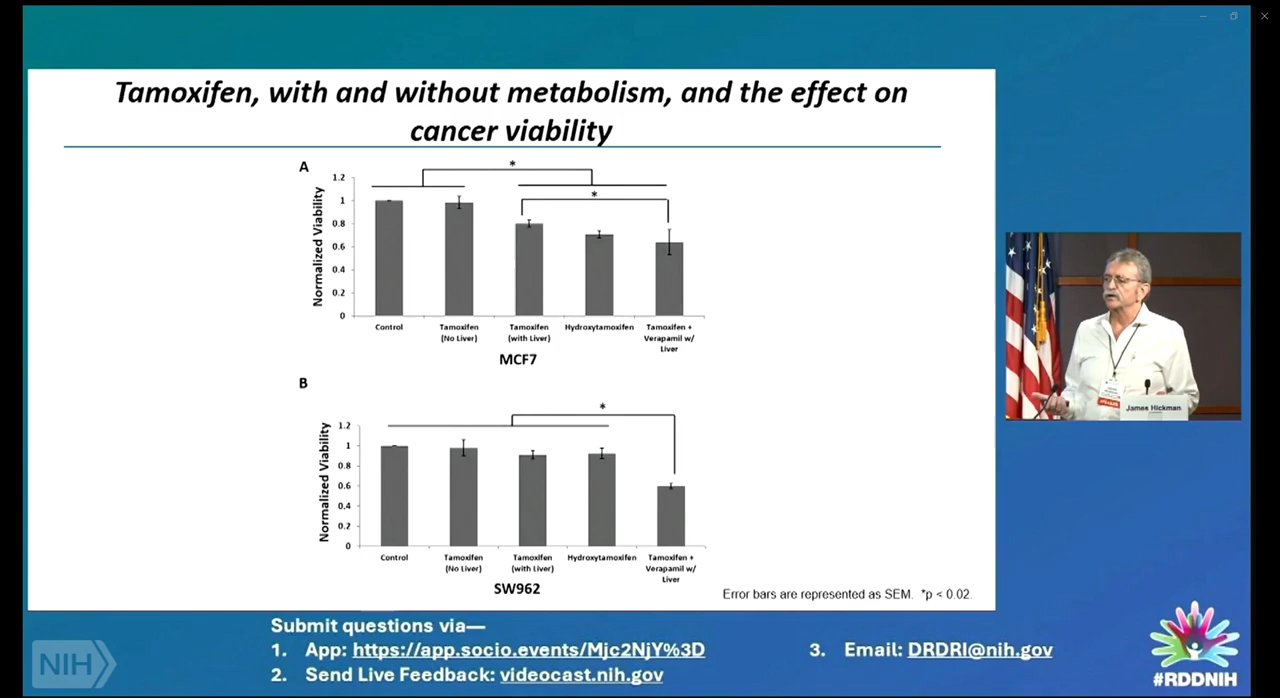 Tamoxifen, with and without metabolism, and the effect on
cancer viability
A
*
*
Normalized Viability
1.2
1
0.8
0.6
0.4
0.2
0
Control
Tamoxifen
(No Liver)
Tamoxifen
(with Liver)
Hydroxytamoxifen
Tamoxifen +
Verapamil w/
Liver
MCF7
B
*
Normalized Viability
1.2
1
0.8
0.6
0.4
0.2
0
Control
Tamoxifen
(No Liver)
Tamoxifen
(with Liver)
Hydroxytamoxifen
Tamoxifen +
Verapamil w/
Liver
SW962
Error bars are represented as SEM. *p < 0.02.
James Hickman
Submit questions via—
1. App: https://app.socio.events/Mjc2NjY%3D
2. Send Live Feedback: videocast.nih.gov
3. Email: DRDRI@nih.gov
NIH
#RDDNIH